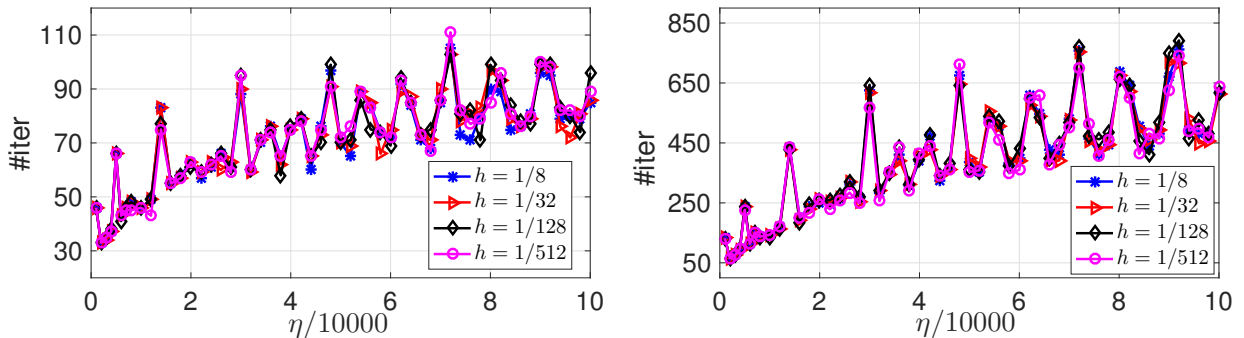 110
90
70
50
30
#iter
0
2
4
6
8
10
η/10000
h = 1/8
h = 1/32
h = 1/128
h = 1/512
850
650
450
250
50
#iter
0
2
4
6
8
10
η/10000
h = 1/8
h = 1/32
h = 1/128
h = 1/512